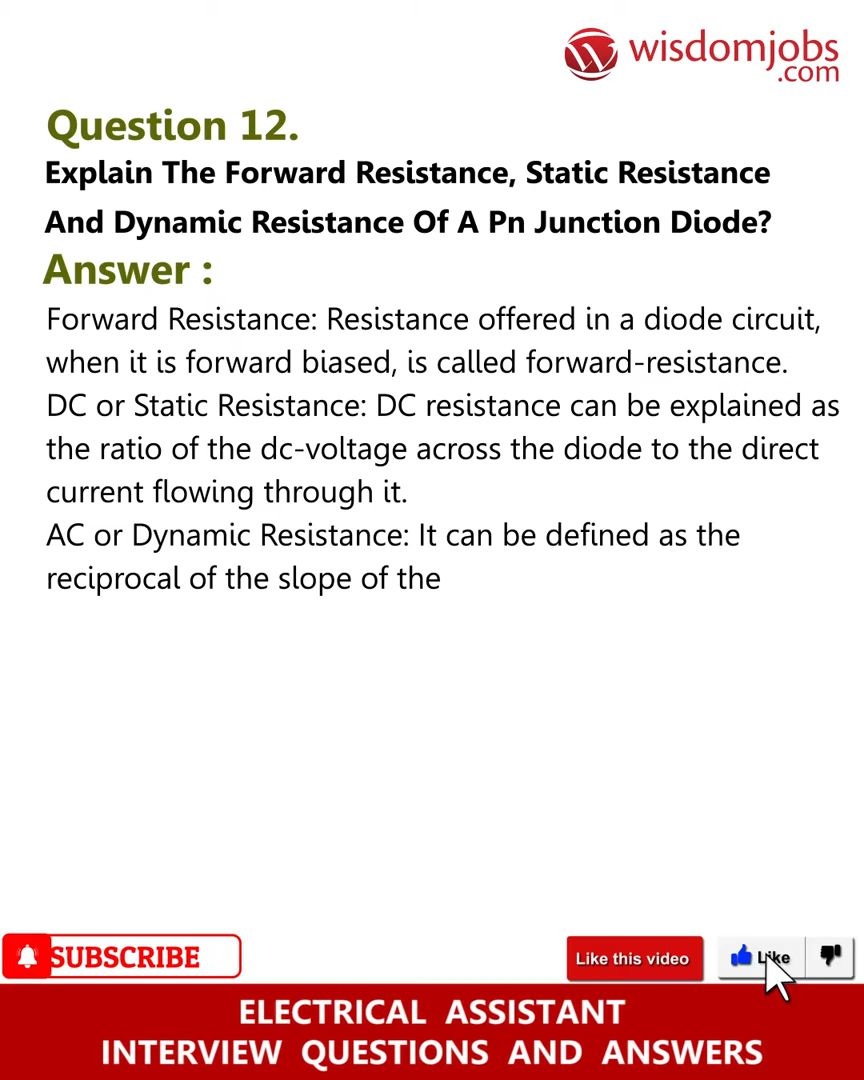 wisdomjobs
.com
Question 12.
Explain The Forward Resistance, Static Resistance
And Dynamic Resistance Of A Pn Junction Diode?
Answer :
Forward Resistance: Resistance offered in a diode circuit,
when it is forward biased, is called forward-resistance.
DC or Static Resistance: DC resistance can be explained as
the ratio of the dc-voltage across the diode to the direct
current flowing through it.
AC or Dynamic Resistance: It can be defined as the
reciprocal of the slope of the
SUBSCRIBE
Like this video
Like
ELECTRICAL ASSISTANT
INTERVIEW QUESTIONS AND ANSWERS